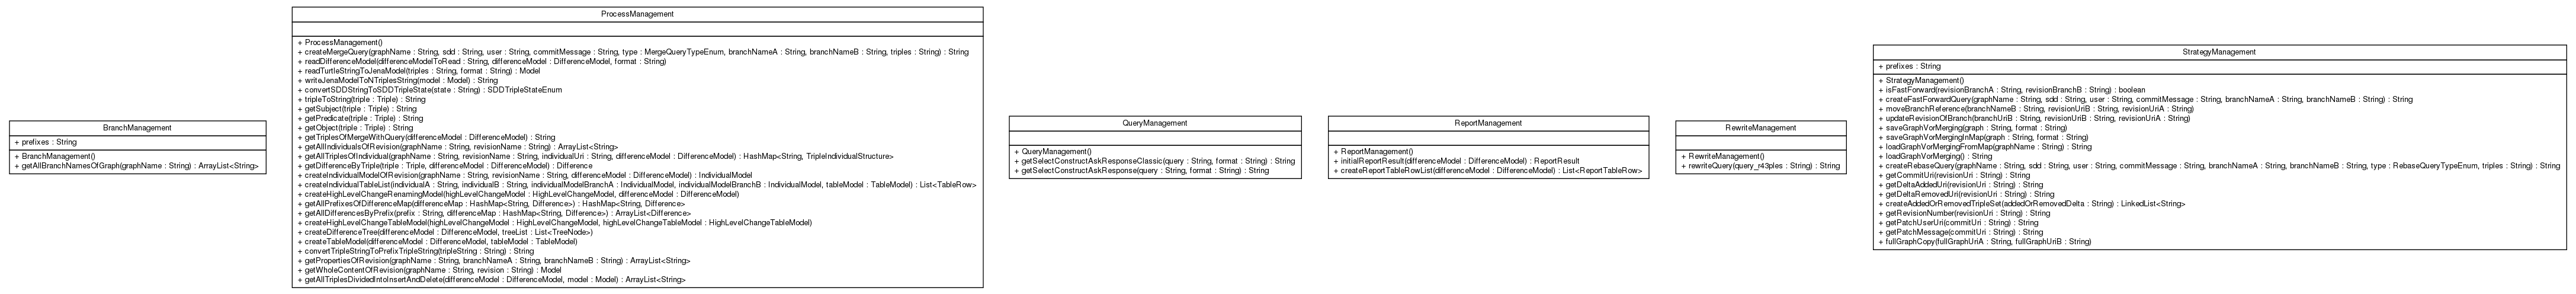 BranchManagement
+ prefixes : String
+ BranchManagement()
+ getAllBranchNamesOfGraph(graphName : String) : ArrayList<String>
ProcessManagement
+ ProcessManagement()
+ createMergeQuery(graphName : String, sdd : String, user : String, commitMessage : String, type : MergeQueryTypeEnum, branchNameA : String, branchNameB : String, triples : String) : String
+ readDifferenceModel(differenceModelToRead : String, differenceModel : DifferenceModel, format : String)
+ readTurtleStringToJenaModel(triples : String, format : String) : Model
+ writeJenaModelToNTriplesString(model : Model) : String
+ convertSDDStringToSDDTripleState(state : String) : SDDTripleStateEnum
+ tripleToString(triple : Triple) : String
+ getSubject(triple : Triple) : String
+ getPredicate(triple : Triple) : String
+ getObject(triple : Triple) : String
+ getTriplesOfMergeWithQuery(differenceModel : DifferenceModel) : String
+ getAllIndividualsOfRevision(graphName : String, revisionName : String) : ArrayList<String>
+ getAllTriplesOfIndividual(graphName : String, revisionName : String, individualUri : String, differenceModel : DifferenceModel) : HashMap<String, TripleIndividualStructure>
+ getDifferenceByTriple(triple : Triple, differenceModel : DifferenceModel) : Difference
+ createIndividualModelOfRevision(graphName : String, revisionName : String, differenceModel : DifferenceModel) : IndividualModel
+ createIndividualTableList(individualA : String, individualB : String, individualModelBranchA : IndividualModel, individualModelBranchB : IndividualModel, tableModel : TableModel) : List<TableRow>
+ createHighLevelChangeRenamingModel(highLevelChangeModel : HighLevelChangeModel, differenceModel : DifferenceModel)
+ getAllPrefixesOfDifferenceMap(differenceMap : HashMap<String, Difference>) : HashMap<String, Difference>
+ getAllDifferencesByPrefix(prefix : String, differenceMap : HashMap<String, Difference>) : ArrayList<Difference>
+ createHighLevelChangeTableModel(highLevelChangeModel : HighLevelChangeModel, highLevelChangeTableModel : HighLevelChangeTableModel)
+ createDifferenceTree(differenceModel : DifferenceModel, treeList : List<TreeNode>)
+ createTableModel(differenceModel : DifferenceModel, tableModel : TableModel)
+ convertTripleStringToPrefixTripleString(tripleString : String) : String
+ getPropertiesOfRevision(graphName : String, branchNameA : String, branchNameB : String) : ArrayList<String>
+ getWholeContentOfRevision(graphName : String, revision : String) : Model
+ getAllTriplesDividedIntoInsertAndDelete(differenceModel : DifferenceModel, model : Model) : ArrayList<String>
QueryManagement
+ QueryManagement()
+ getSelectConstructAskResponseClassic(query : String, format : String) : String
+ getSelectConstructAskResponse(query : String, format : String) : String
ReportManagement
+ ReportManagement()
+ initialReportResult(differenceModel : DifferenceModel) : ReportResult
+ createReportTableRowList(differenceModel : DifferenceModel) : List<ReportTableRow>
RewriteManagement
+ RewriteManagement()
+ rewriteQuery(query_r43ples : String) : String
StrategyManagement
+ prefixes : String
+ StrategyManagement()
+ isFastForward(revisionBranchA : String, revisionBranchB : String) : boolean
+ createFastForwardQuery(graphName : String, sdd : String, user : String, commitMessage : String, branchNameA : String, branchNameB : String) : String
+ moveBranchReference(branchNameB : String, revisionUriB : String, revisionUriA : String)
+ updateRevisionOfBranch(branchUriB : String, revisionUriB : String, revisionUriA : String)
+ saveGraphVorMerging(graph : String, format : String)
+ saveGraphVorMergingInMap(graph : String, format : String)
+ loadGraphVorMergingFromMap(graphName : String) : String
+ loadGraphVorMerging() : String
+ createRebaseQuery(graphName : String, sdd : String, user : String, commitMessage : String, branchNameA : String, branchNameB : String, type : RebaseQueryTypeEnum, triples : String) : String
+ getCommitUri(revisionUri : String) : String
+ getDeltaAddedUri(revisionUri : String) : String
+ getDeltaRemovedUri(revisionUri : String) : String
+ createAddedOrRemovedTripleSet(addedOrRemovedDelta : String) : LinkedList<String>
+ getRevisionNumber(revisionUri : String) : String
+ getPatchUserUri(commitUri : String) : String
+ getPatchMessage(commitUri : String) : String
+ fullGraphCopy(fullGraphUriA : String, fullGraphUriB : String)